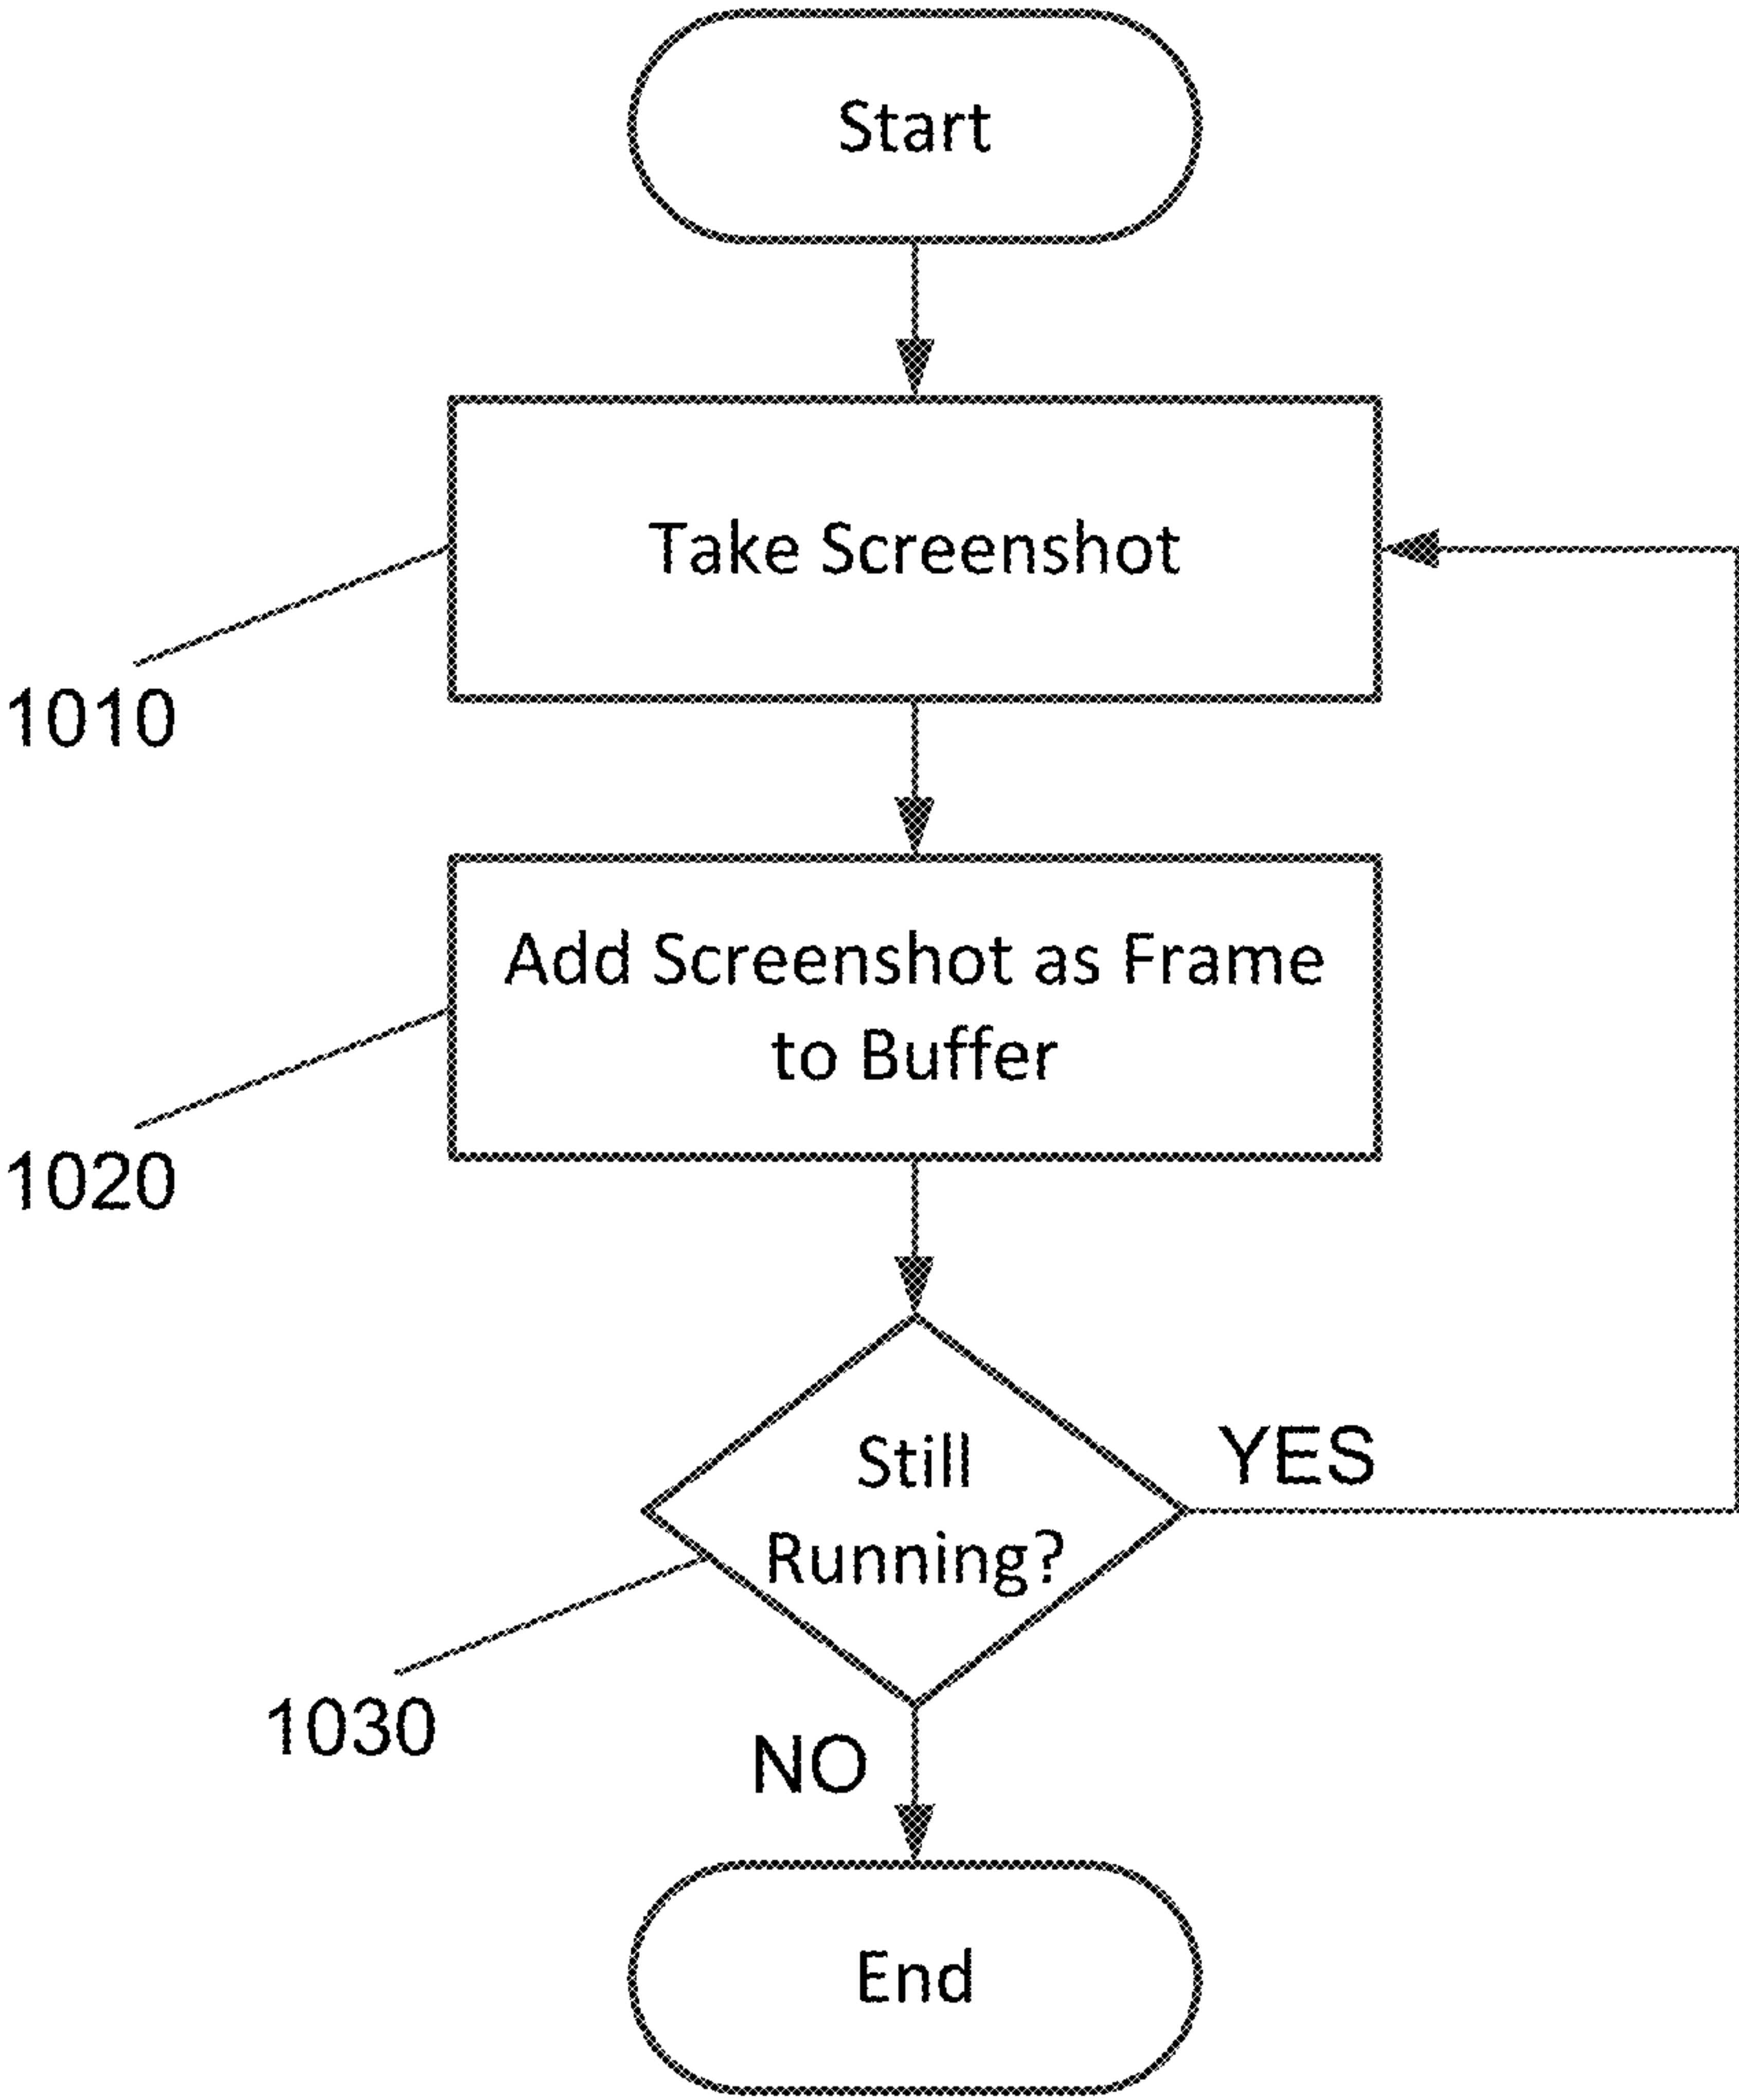 Start
Take Screenshot
1010
Add Screenshot as Frame
to Buffer
1020
Still
Running?
YES
1030
NO
End